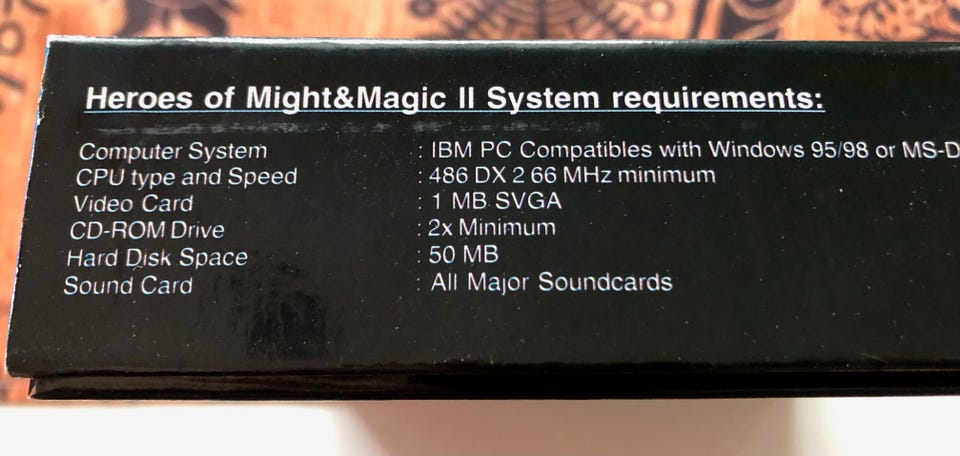 Heroes of Might&Magic II System requirements:
Computer System : IBM PC Compatibles with Windows 95/98 or MS-D
CPU type and Speed : 486 DX 2 66 MHz minimum
Video Card : 1 MB SVGA
CD-ROM Drive : 2x Minimum
Hard Disk Space : 50 MB
Sound Card : All Major Soundcards